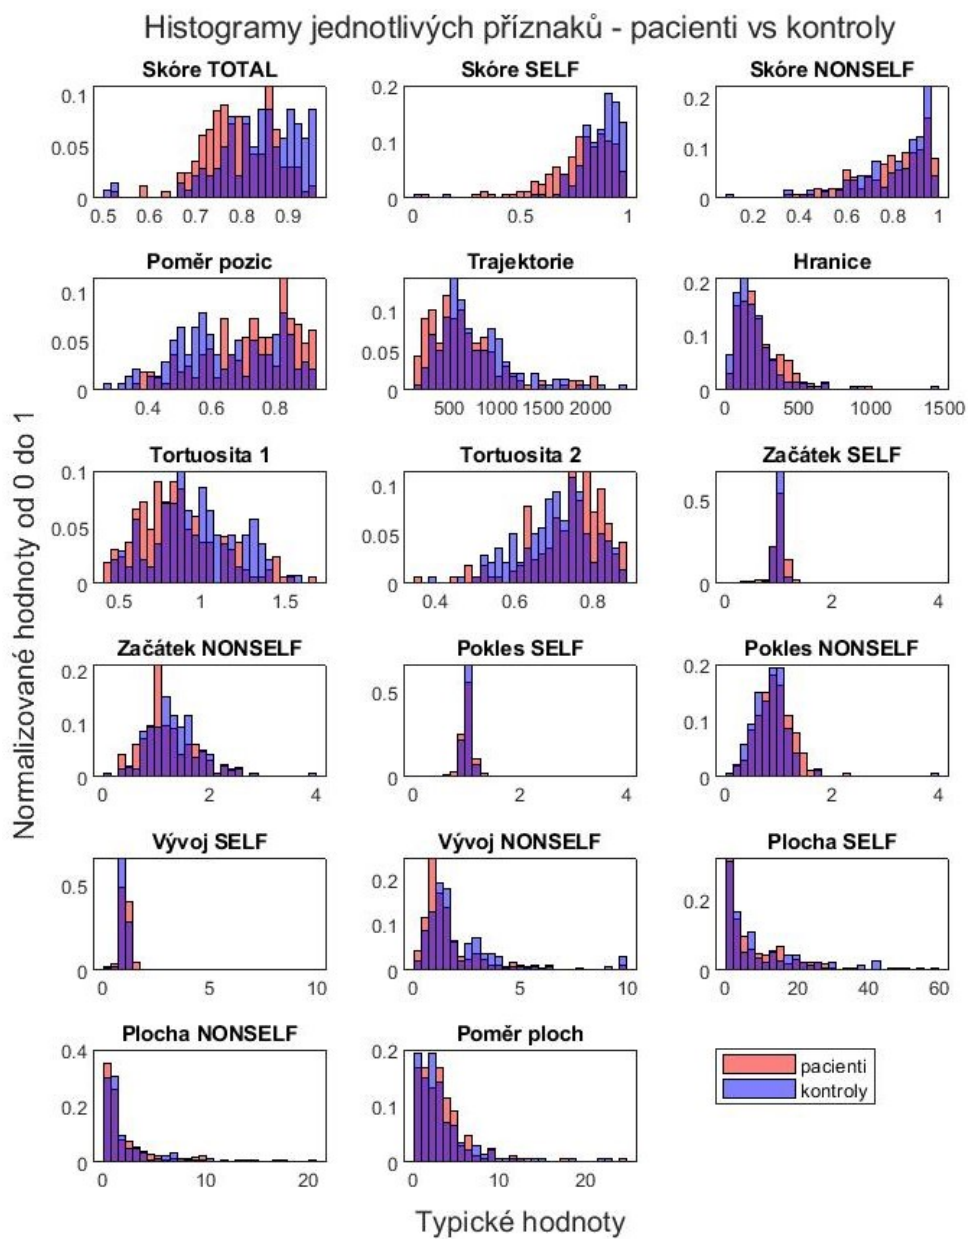 Histogramy jednotlivých příznaků - pacienti vs kontroly
Skóre TOTAL
0.1
0.05
0
0.5 0.6 0.7 0.8 0.9
Skóre SELF
0.2
0.1
0
0 0.5 1
Skóre NONSELF
0.2
0.1
0
0.2 0.4 0.6 0.8 1
Poměr pozic
0.1
0.05
0
0.4 0.6 0.8
Trajektorie
0.1
0.05
0
500 1000 1500 2000
Hranice
0.2
0.1
0
0 500 1000 1500
Tortuosita 1
0.1
0.05
0
0.5 1 1.5
Tortuosita 2
0.1
0.05
0
0.4 0.6 0.8
Začátek SELF
0.5
0
0 2 4
Začátek NONSELF
0.2
0.1
0
0 2 4
Pokles SELF
0.5
0
0 2 4
Pokles NONSELF
0.2
0.1
0
0 2 4
Vývoj SELF
0.5
0
0 5 10
Vývoj NONSELF
0.2
0.1
0
0 5 10
Plocha SELF
0.2
0
0 20 40 60
Plocha NONSELF
0.4
0.2
0
0 10 20
Poměr ploch
0.2
0.1
0
0 10 20
pacienti
kontroly
Normalizované hodnoty od 0 do 1
Typické hodnoty